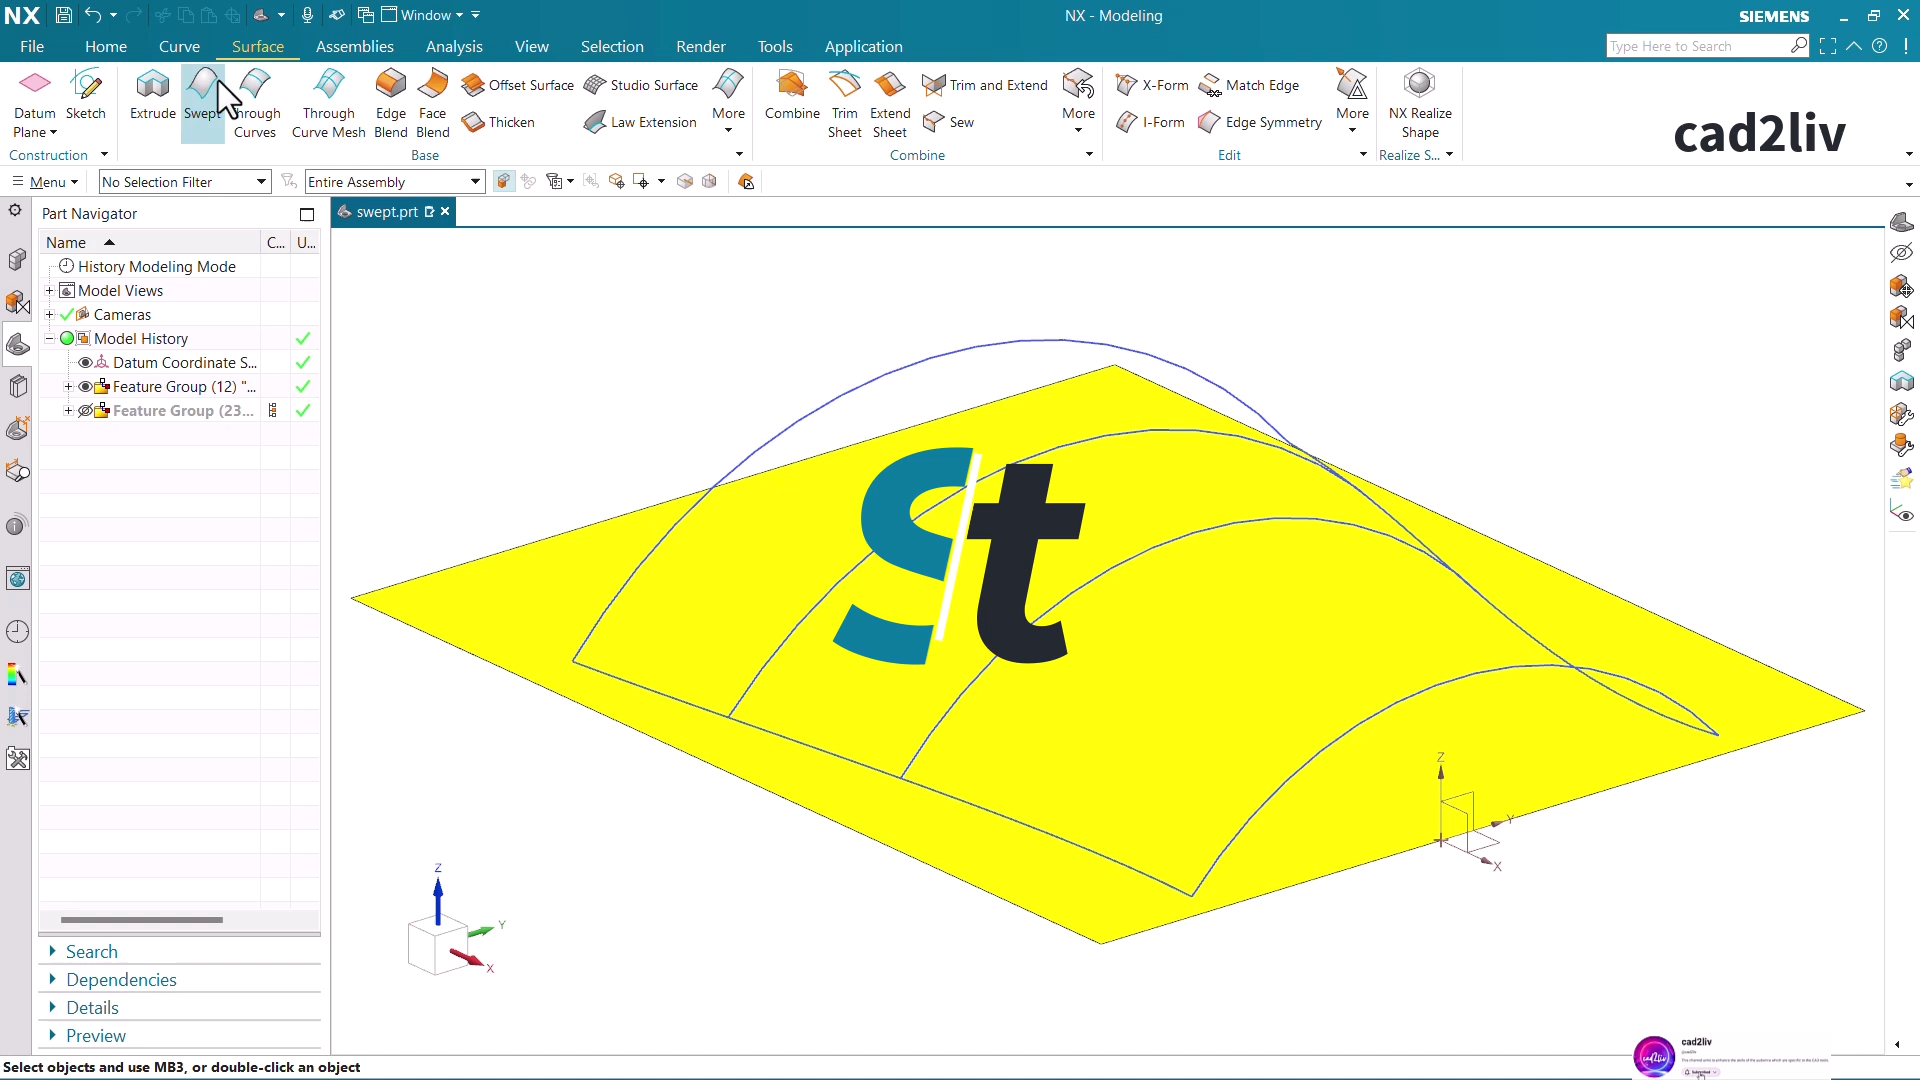 NX
Window
NX - Modeling
SIEMENS
File Home Curve Surface Assemblies Analysis View Selection Render Tools Application
Type Here to Search
Datum Plane
Sketch
Extrude
Swept
Through Curves
Through Curve Mesh
Edge Blend
Face Blend
Offset Surface
Thicken
Studio Surface
Law Extension
More
Combine
Trim Sheet
Extend Sheet
Trim and Extend
Sew
More
X-Form
I-Form
Match Edge
Edge Symmetry
More
NX Realize Shape
cad2liv
Construction
Base
Combine
Edit
Realize S...
Menu
No Selection Filter
Entire Assembly
Part Navigator
swept.prt
Name C... U...
History Modeling Mode
Model Views
Cameras
Model History
Datum Coordinate S...
Feature Group (12) "...
Feature Group (23...
st
Z
Y
X
Z
Y
X
Search
Dependencies
Details
Preview
cad2liv
Select objects and use MB3, or double-click an object